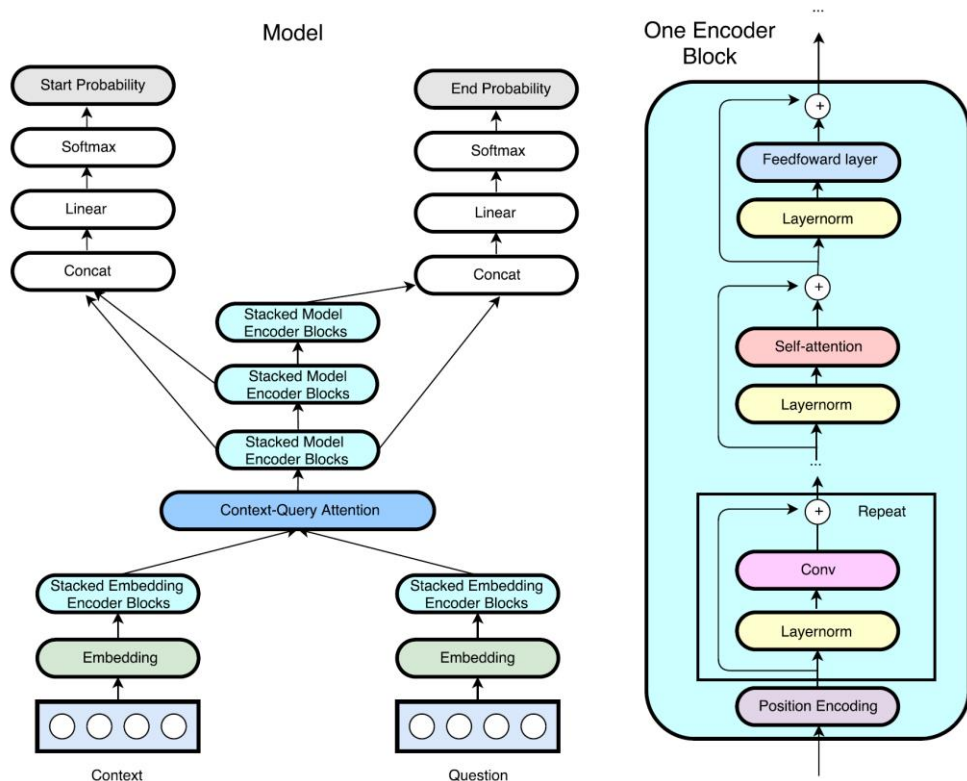 Model
Start Probability
Softmax
Linear
Concat
End Probability
Softmax
Linear
Concat
Stacked Model
Encoder Blocks
Stacked Model
Encoder Blocks
Stacked Model
Encoder Blocks
Context-Query Attention
Stacked Embedding
Encoder Blocks
Stacked Embedding
Encoder Blocks
Embedding
Embedding
Context
Question
One Encoder
Block
...
+
Feedfoward layer
Layernorm
+
Self-attention
Layernorm
...
+
Repeat
Conv
Layernorm
Position Encoding